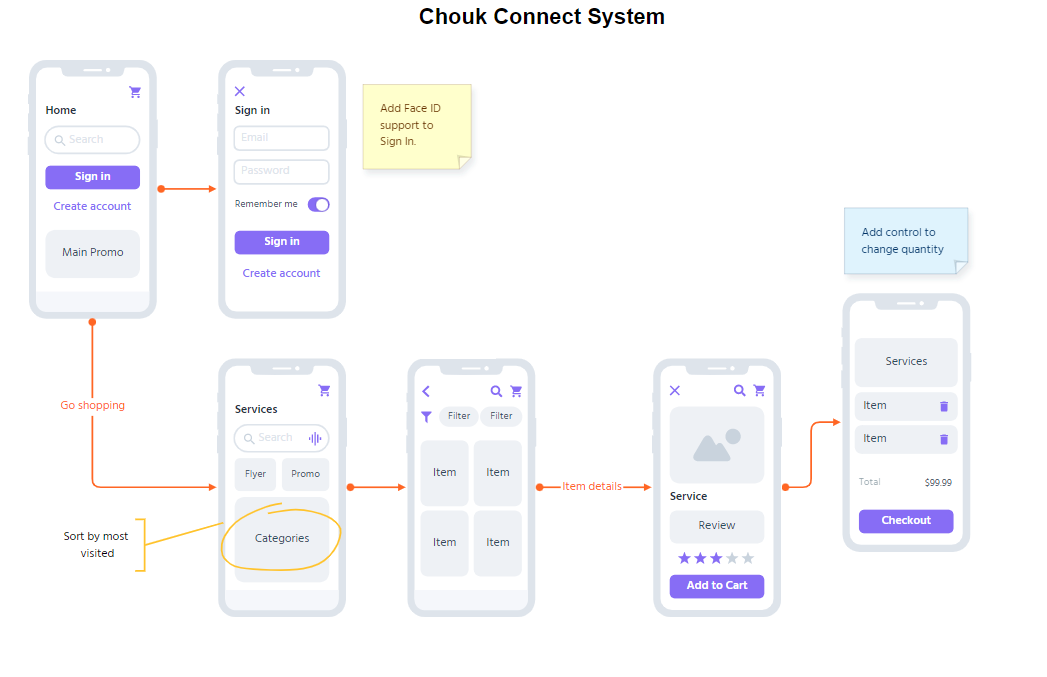 Chouk Connect System
Home
Search
Sign in
Create account
Main Promo
Sign in
Email
Password
Remember me
Sign in
Create account
Add Face ID
support to
Sign In.
Go shopping
Services
Search
Flyer
Promo
Categories
Sort by most
visited
Filter
Filter
Item
Item
Item
Item
Item details
Service
Review
Add to Cart
Add control to
change quantity
Services
Item
Item
Total
$99.99
Checkout